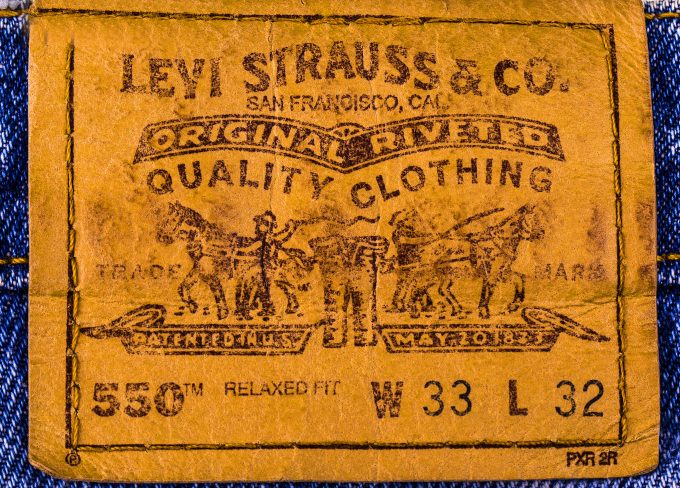 LEVI STRAUSS & CO.
SAN FRANCISCO, CAL.
ORIGINAL RIVETED
QUALITY CLOTHING
TRADE MARK
PATENTED IN U.S. MAY 20 1873
550™ RELAXED FIT W 33 L 32
® PXR 2R